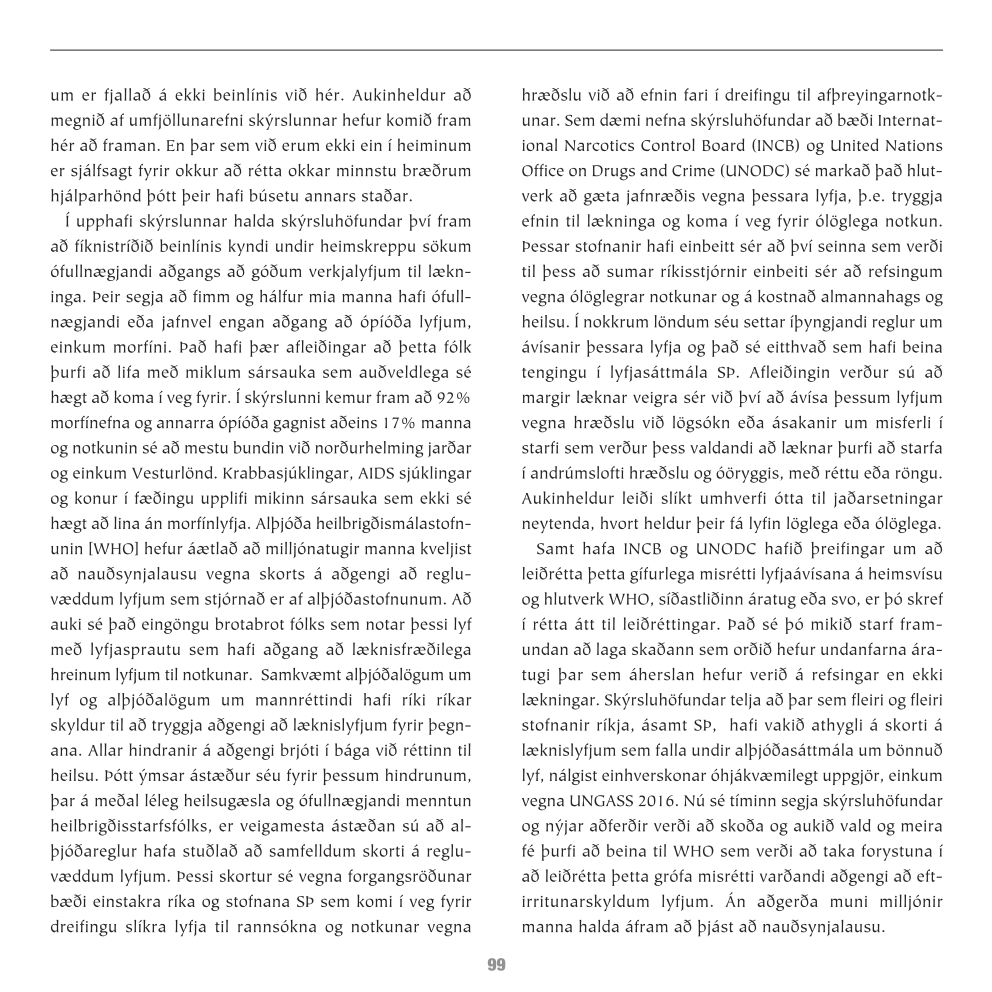 um er fjallað á ekki beinlínis við hér. Aukinheldur að
megnið af umfjöllunarefni skýrslunnar hefur komið fram
hér að framan. En þar sem við erum ekki ein í heiminum
er sjálfsagt fyrir okkur að rétta okkar minnstu bræðrum
hjálparhönd þótt þeir hafi búsetu annars staðar.
Í upphafi skýrslunnar halda skýrsluhöfundar því fram
að fíknistríðið beinlínis kyndi undir heimskreppu sökum
ófullnægjandi aðgangs að góðum verkjalyfjum til lækn-
inga. Þeir segja að fimm og hálfur mia manna hafi ófull-
nægjandi eða jafnvel engan aðgang að ópíóða lyfjum,
einkum morfíni. Það hafi þær afleiðingar að þetta fólk
þurfi að lifa með miklum sársauka sem auðveldlega sé
hægt að koma í veg fyrir. Í skýrslunni kemur fram að 92%
morfínefna og annarra ópíóða gagnist aðeins 17% manna
og notkunin sé að mestu bundin við norðurhelming jarðar
og einkum Vesturlönd. Krabbasjúklingar, AIDS sjúklingar
og konur í fæðingu upplifi mikinn sársauka sem ekki sé
hægt að lina án morfínlyfja. Alþjóða heilbrigðismálastofn-
unin [WHO] hefur áætlað að milljónatugir manna kveljist
að nauðsynjalausu vegna skorts á aðgengi að reglu-
væddum lyfjum sem stjórnað er af alþjóðastofnunum. Að
auki sé það eingöngu brotabrot fólks sem notar þessi lyf
með lyfjasprautu sem hafi aðgang að læknisfræðilega
hreinum lyfjum til notkunar. Samkvæmt alþjóðalögum um
lyf og alþjóðalögum um mannréttindi hafi ríki ríkar
skyldur til að tryggja aðgengi að læknislyfjum fyrir þegn-
ana. Allar hindranir á aðgengi brjóti í bága við réttinn til
heilsu. Þótt ýmsar ástæður séu fyrir þessum hindrunum,
þar á meðal léleg heilsugæsla og ófullnægjandi menntun
heilbrigðisstarfsfólks, er veigamesta ástæðan sú að al-
þjóðareglur hafa stuðlað að samfelldum skorti á reglu-
væddum lyfjum. Þessi skortur sé vegna forgangsröðunar
bæði einstakra ríka og stofnana SÞ sem komi í veg fyrir
dreifingu slíkra lyfja til rannsókna og notkunar vegna
hræðslu við að efnin fari í dreifingu til afþreyingarnotk-
unar. Sem dæmi nefna skýrsluhöfundar að bæði Internat-
ional Narcotics Control Board (INCB) og United Nations
Office on Drugs and Crime (UNODC) sé markað það hlut-
verk að gæta jafnræðis vegna þessara lyfja, þ.e. tryggja
efnin til lækninga og koma í veg fyrir ólöglega notkun.
Þessar stofnanir hafi einbeitt sér að því seinna sem verði
til þess að sumar ríkisstjórnir einbeiti sér að refsingum
vegna ólöglegrar notkunar og á kostnað almannahags og
heilsu. Í nokkrum löndum séu settar íþyngjandi reglur um
ávísanir þessara lyfja og það sé eitthvað sem hafi beina
tengingu í lyfjasáttmála SÞ. Afleiðingin verður sú að
margir læknar veigra sér við því að ávísa þessum lyfjum
vegna hræðslu við lögsókn eða ásakanir um misferli í
starfi sem verður þess valdandi að læknar þurfi að starfa
í andrúmslofti hræðslu og óöryggis, með réttu eða röngu.
Aukinheldur leiði slíkt umhverfi ótta til jaðarsetningar
neytenda, hvort heldur þeir fá lyfin löglega eða ólöglega.
Samt hafa INCB og UNODC hafið þreifingar um að
leiðrétta þetta gífurlega misrétti lyfjaávísana á heimsvísu
og hlutverk WHO, síðastliðinn áratug eða svo, er þó skref
í rétta átt til leiðréttingar. Það sé þó mikið starf fram-
undan að laga skaðann sem orðið hefur undanfarna ára-
tugi þar sem áherslan hefur verið á refsingar en ekki
lækningar. Skýrsluhöfundar telja að þar sem fleiri og fleiri
stofnanir ríkja, ásamt SÞ, hafi vakið athygli á skorti á
læknislyfjum sem falla undir alþjóðasáttmála um bönnuð
lyf, nálgist einhverskonar óhjákvæmilegt uppgjör, einkum
vegna UNGASS 2016. Nú sé tíminn segja skýrsluhöfundar
og nýjar aðferðir verði að skoða og aukið vald og meira
fé þurfi að beina til WHO sem verði að taka forystuna í
að leiðrétta þetta grófa misrétti varðandi aðgengi að eft-
irritunarskyldum lyfjum. Án aðgerða muni milljónir
manna halda áfram að þjást að nauðsynjalausu.
99